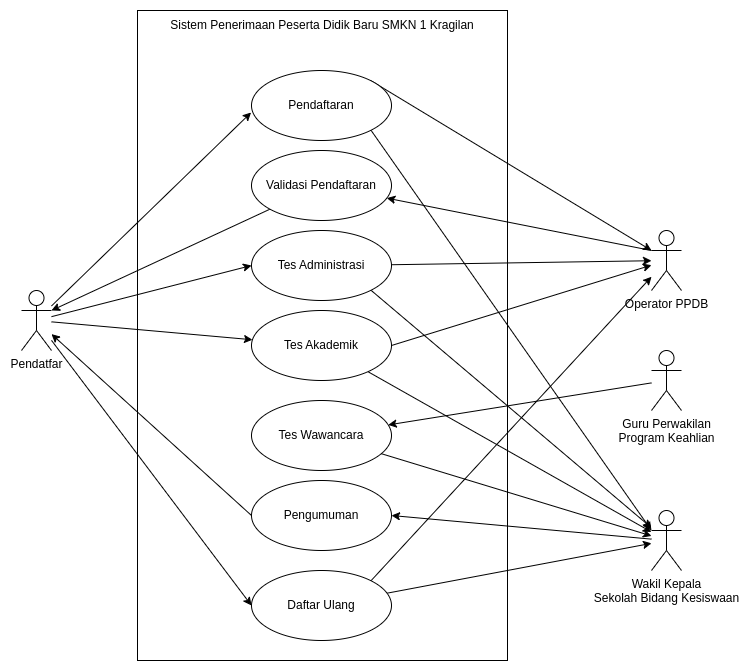 Sistem Penerimaan Peserta Didik Baru SMKN 1 Kragilan
Pendaftaran
Validasi Pendaftaran
Tes Administrasi
Operator PPDB
Tes Akademik
Pendatfar
Guru Perwakilan
Program Keahlian
Tes Wawancara
Pengumuman
Wakil Kepala
Sekolah Bidang Kesiswaan
Daftar Ulang